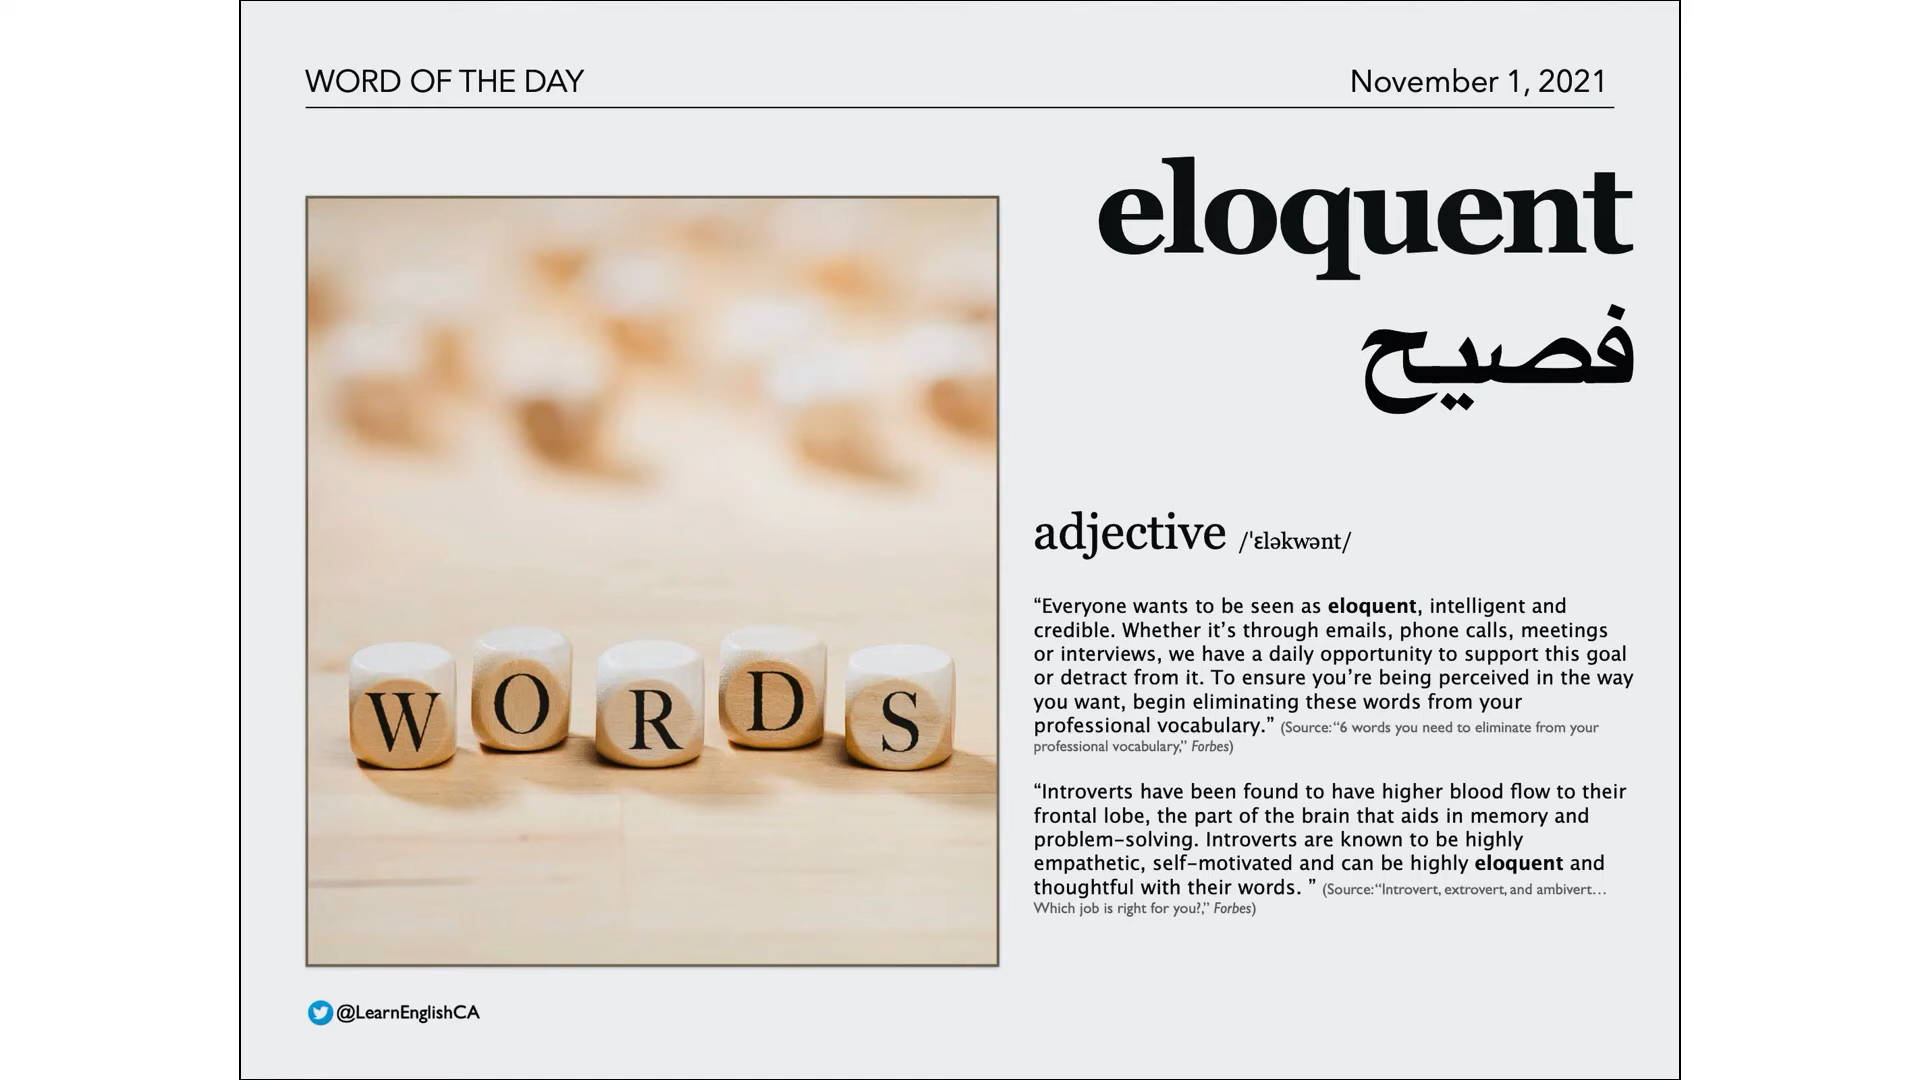 WORD OF THE DAY
November 1, 2021
eloquent
فصيح
WORDS
adjective /ˈɛləkwənt/
“Everyone wants to be seen as eloquent, intelligent and
credible. Whether it’s through emails, phone calls, meetings
or interviews, we have a daily opportunity to support this goal
or detract from it. To ensure you’re being perceived in the way
you want, begin eliminating these words from your
professional vocabulary.” (Source:“6 words you need to eliminate from your
professional vocabulary,” Forbes)
“Introverts have been found to have higher blood flow to their
frontal lobe, the part of the brain that aids in memory and
problem-solving. Introverts are known to be highly
empathetic, self-motivated and can be highly eloquent and
thoughtful with their words. ” (Source:“Introvert, extrovert, and ambivert…
Which job is right for you?,” Forbes)
@LearnEnglishCA